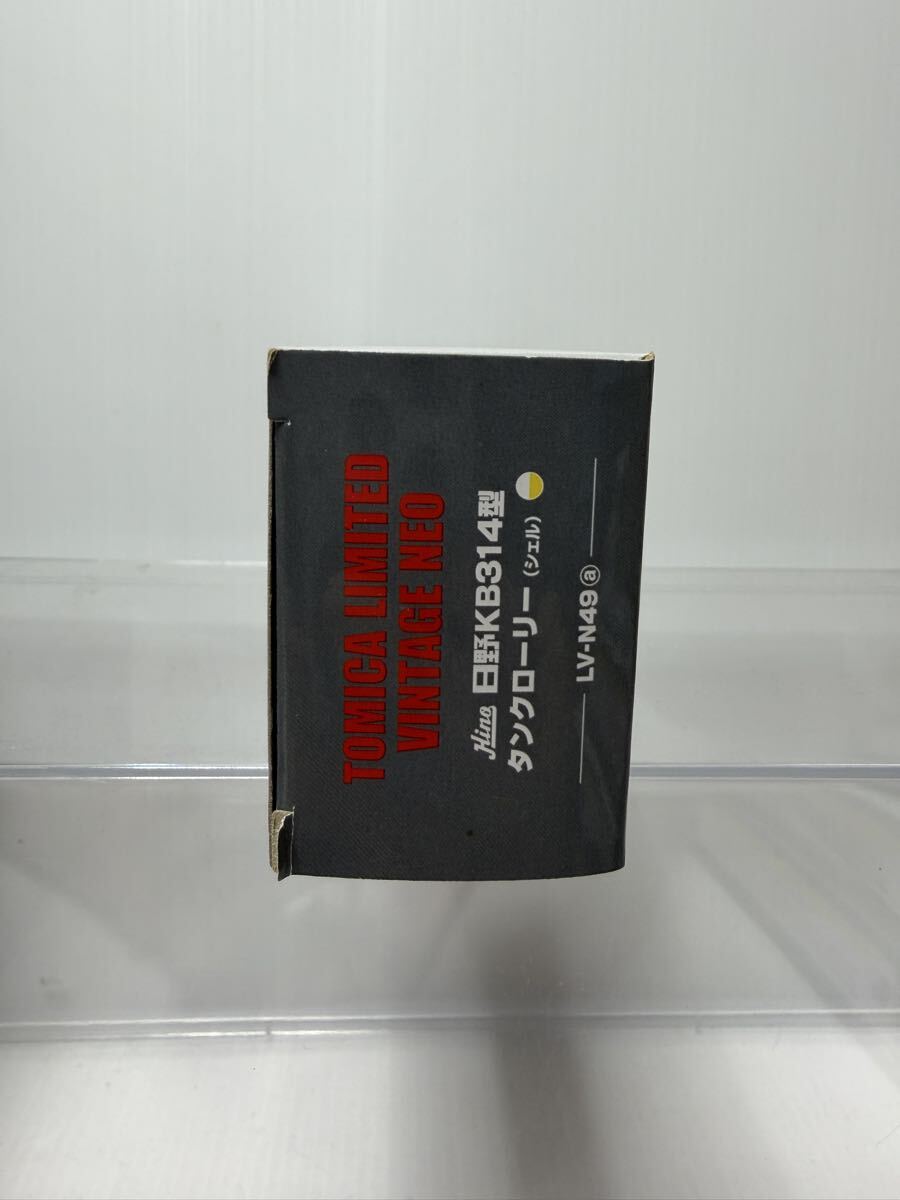 TOMICA LIMITED
VINTAGE NEO
Hino 日野KB314型
タンクローリー（シェル）
LV-N49ⓐ